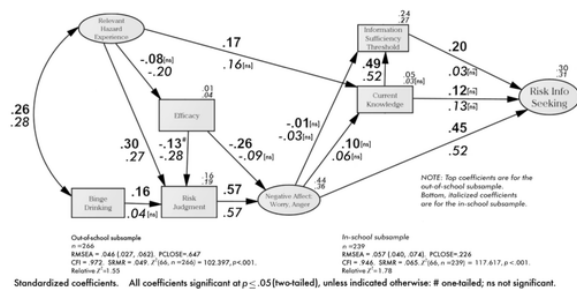 Relevant
Hazard
Experience
.26
.28
-.08[ns]
-.20
.17
.16[ns]
.01
.04
Efficacy
.30
.27
-.13#
-.28
-.26
-.09[ns]
Binge
Drinking
.16
.04[ns]
.16
.19
Risk
Judgment
.57
.57
.44
.36
Negative Affect:
Worry, Anger
-.01[ns]
-.03[ns]
.10[ns]
.06[ns]
.24
.27
Information
Sufficiency
Threshold
.49
.52
.05
.03[ns]
Current
Knowledge
.20
.03[ns]
.12[ns]
.13[ns]
.45
.52
.30
.31
Risk Info
Seeking
NOTE: Top coefficients are for the
out-of-school subsample.
Bottom, italicized coefficients
are for the in-school subsample.
Out-of-school subsample
n=266
RMSEA = .046 (.027, .062). PCLOSE=.647
CFI = .972. SRMR = .049. χ²(66, n=266) = 102.397, p<.001.
Relative χ²=1.55
In-school subsample
n=239
RMSEA = .057 (.040, .074). PCLOSE=.226
CFI = .946. SRMR = .065. χ²(66, n=239) = 117.617, p<.001.
Relative χ²=1.78
Standardized coefficients. All coefficients significant at p≤.05 (two-tailed), unless indicated otherwise: # one-tailed; ns not significant.